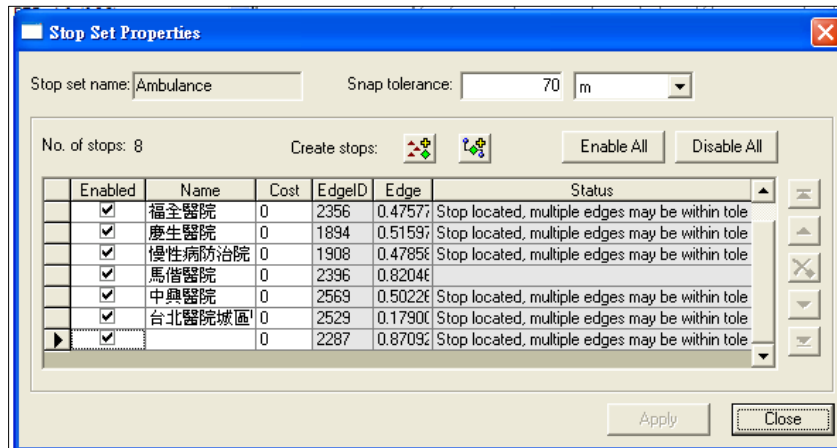 Stop Set Properties
Stop set name: Ambulance Snap tolerance: 70 m
No. of stops: 8 Create stops: Enable All Disable All
Enabled Name Cost EdgeID Edge Status
福全醫院 0 2356 0.47577 Stop located, multiple edges may be within tole
慶生醫院 0 1894 0.51597 Stop located, multiple edges may be within tole
慢性病防治院 0 1908 0.47858 Stop located, multiple edges may be within tole
馬偕醫院 0 2396 0.82046
中興醫院 0 2569 0.50226 Stop located, multiple edges may be within tole
台北醫院城區 0 2529 0.17900 Stop located, multiple edges may be within tole
0 2287 0.87092 Stop located, multiple edges may be within tole
Apply Close